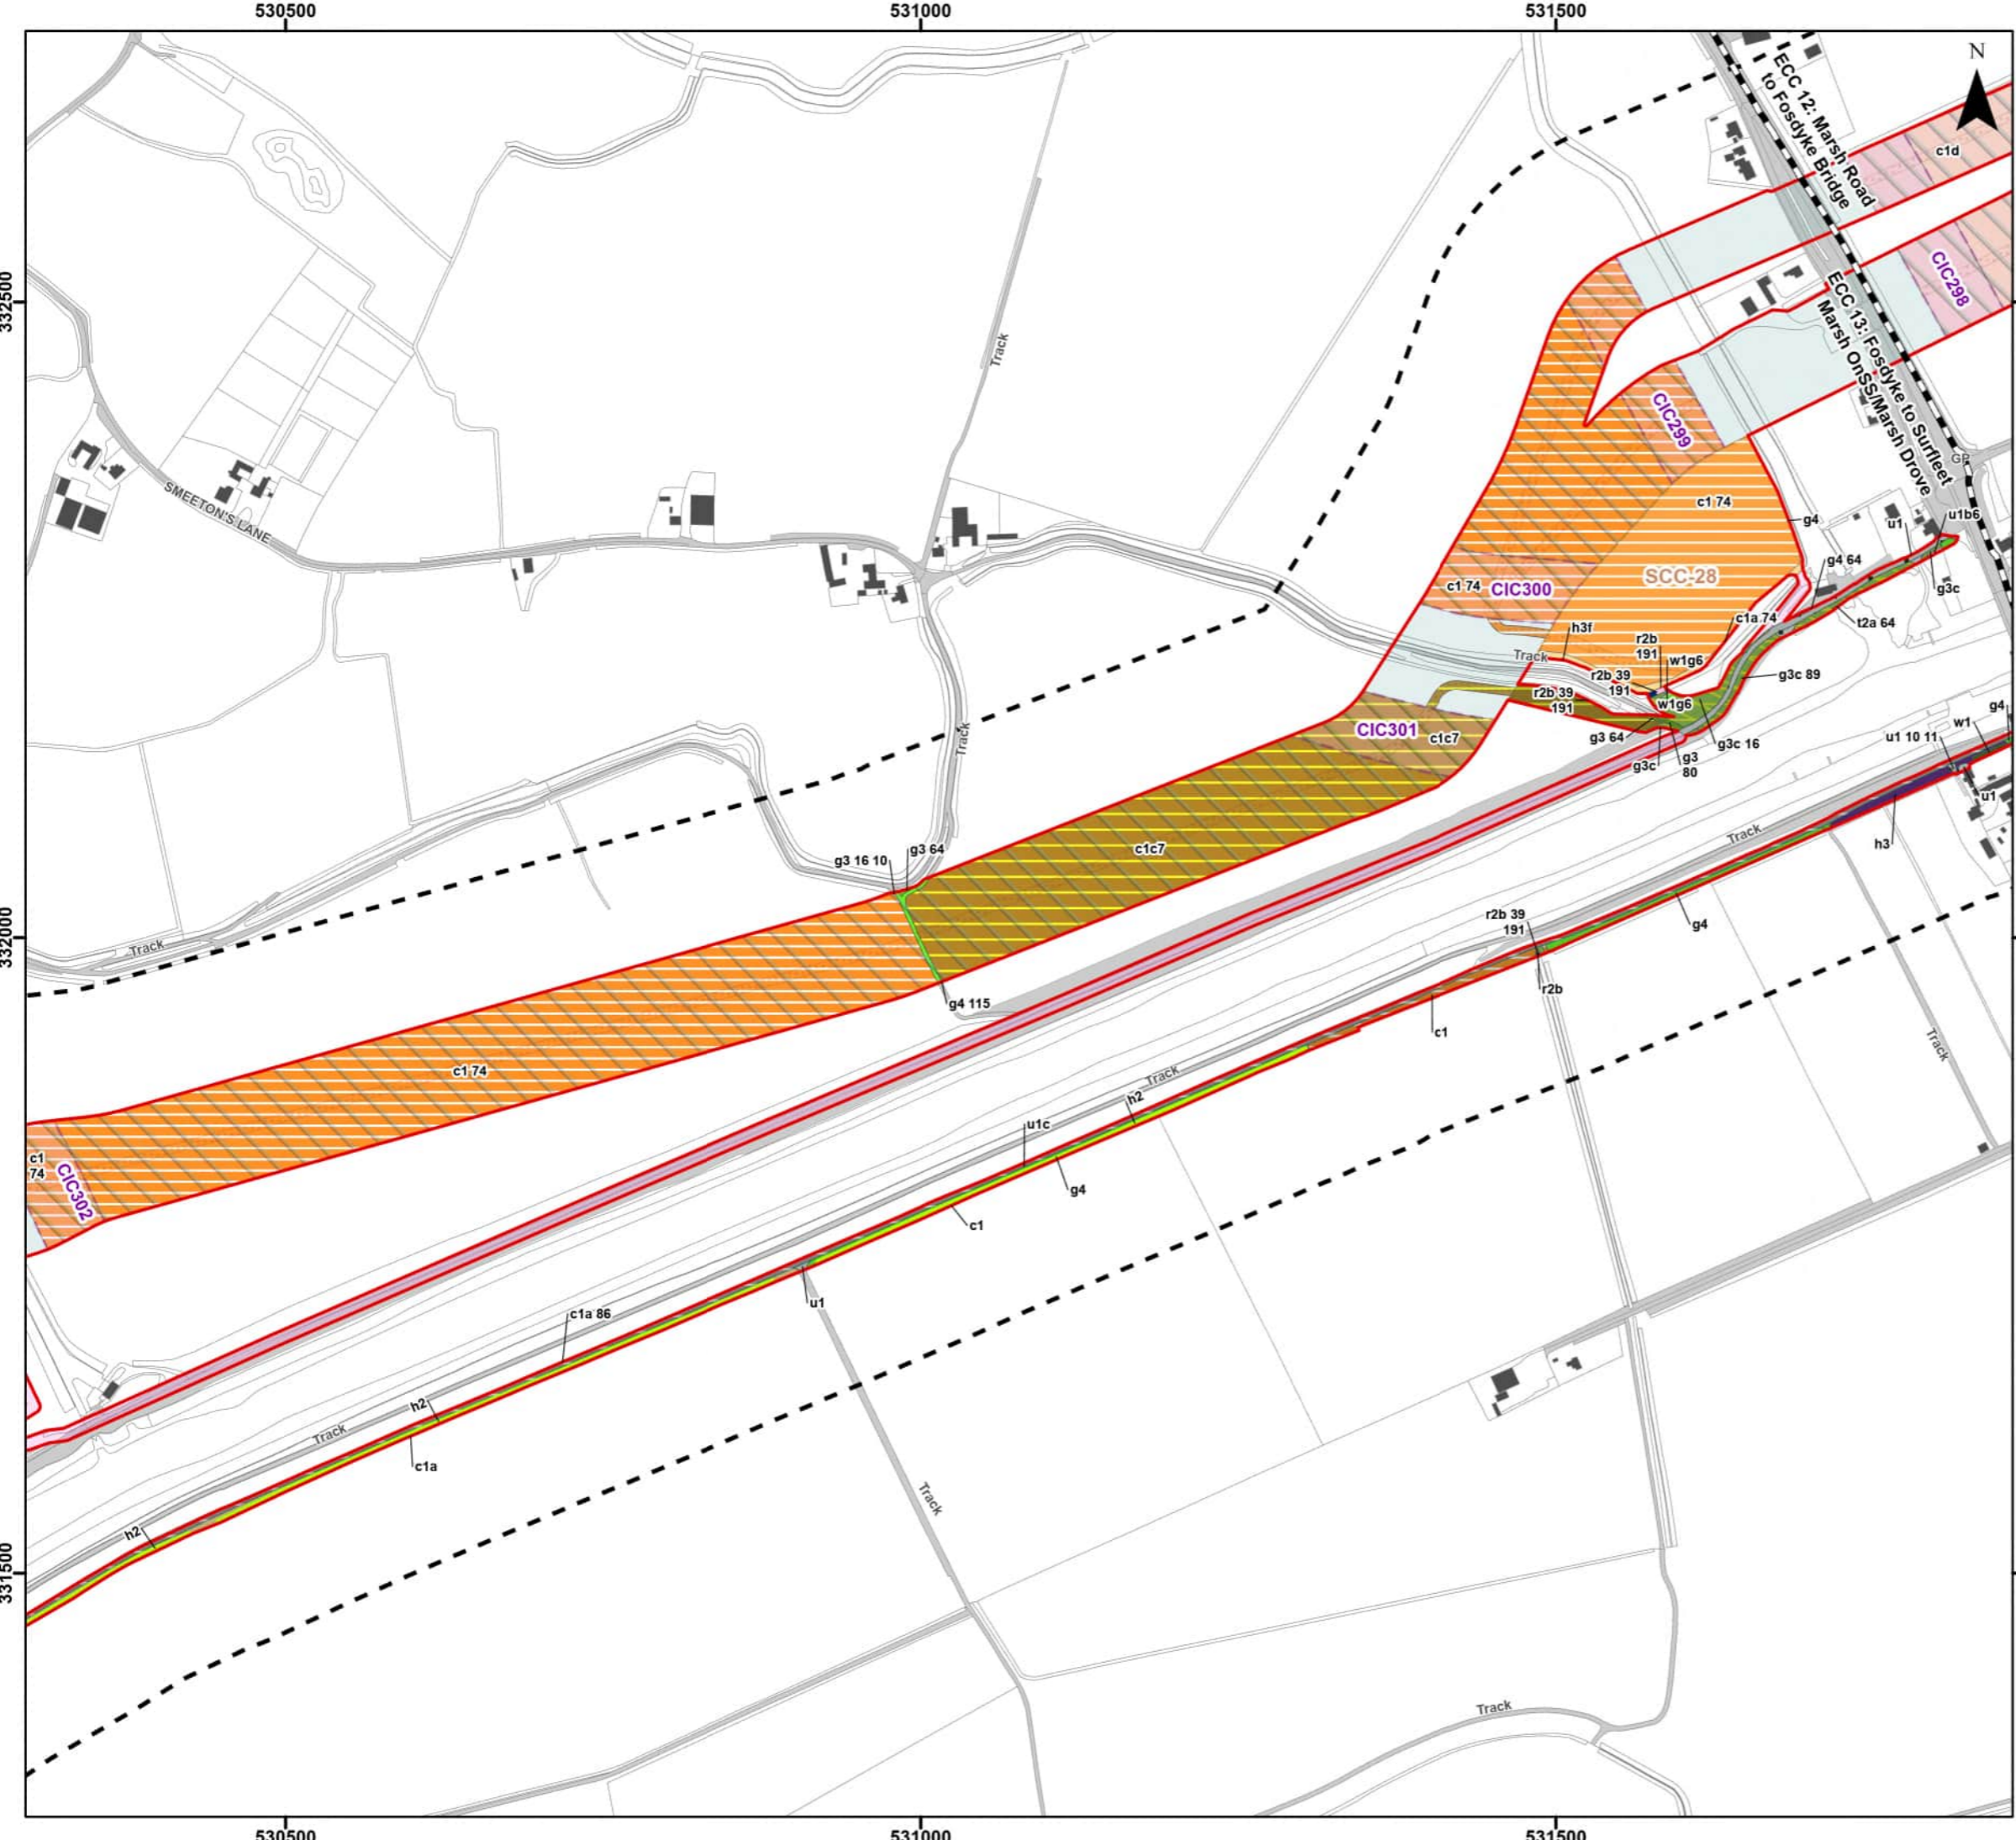 530500
531000
531500
N
ECC 12: Marsh Road
to Fosdyke Bridge
c1d
CIC298
332500
ECC 13: Fosdyke to Surfleet
Marsh OnSS/Marsh Drove
Track
CIC299
GP
SMEETON'S LANE
c1 74
g4
u1
u1b6
g4 64
SCC-28
c1 74
CIC300
g3c
c1a 74
t2a 64
h3f
r2b
191
Track
w1g6
r2b 39
191
g3c 89
r2b 39
191
w1g6
g4
w1
CIC301
c1c7
g3 64
g3c 16
u1 10 11
Track
g3c
g3
80
u1
Track
h3
c1c7
g3 64
g3 16 10
r2b 39
191
g4
332000
Track
r2b
g4 115
c1
Track
c1 74
Track
h2
u1c
c1
74
CIC302
g4
c1
u1
c1a 86
h2
Track
c1a
Track
h2
331500
Track
530500
531000
531500